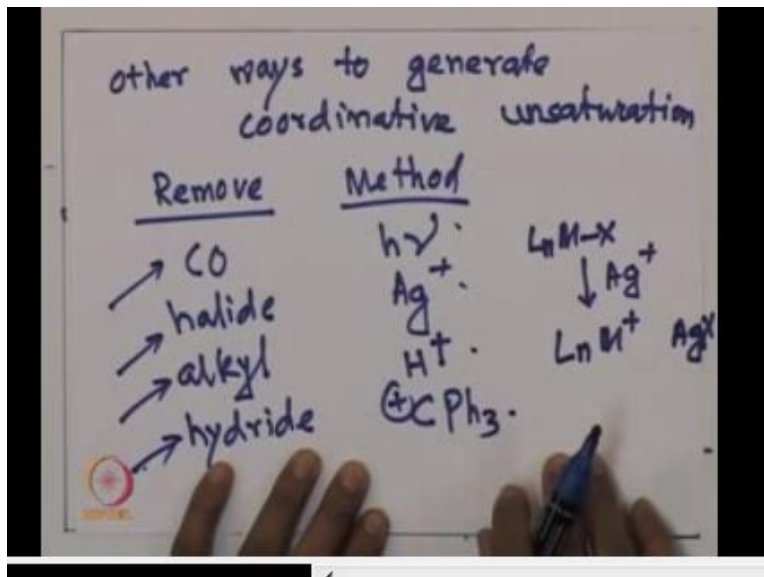 other ways to generate
coordinative unsaturation
Remove Method
CO hν
halide Ag⁺
alkyl H⁺
hydride ⊕CPh₃
LnM-X
↓ Ag⁺
LnM⁺ AgX